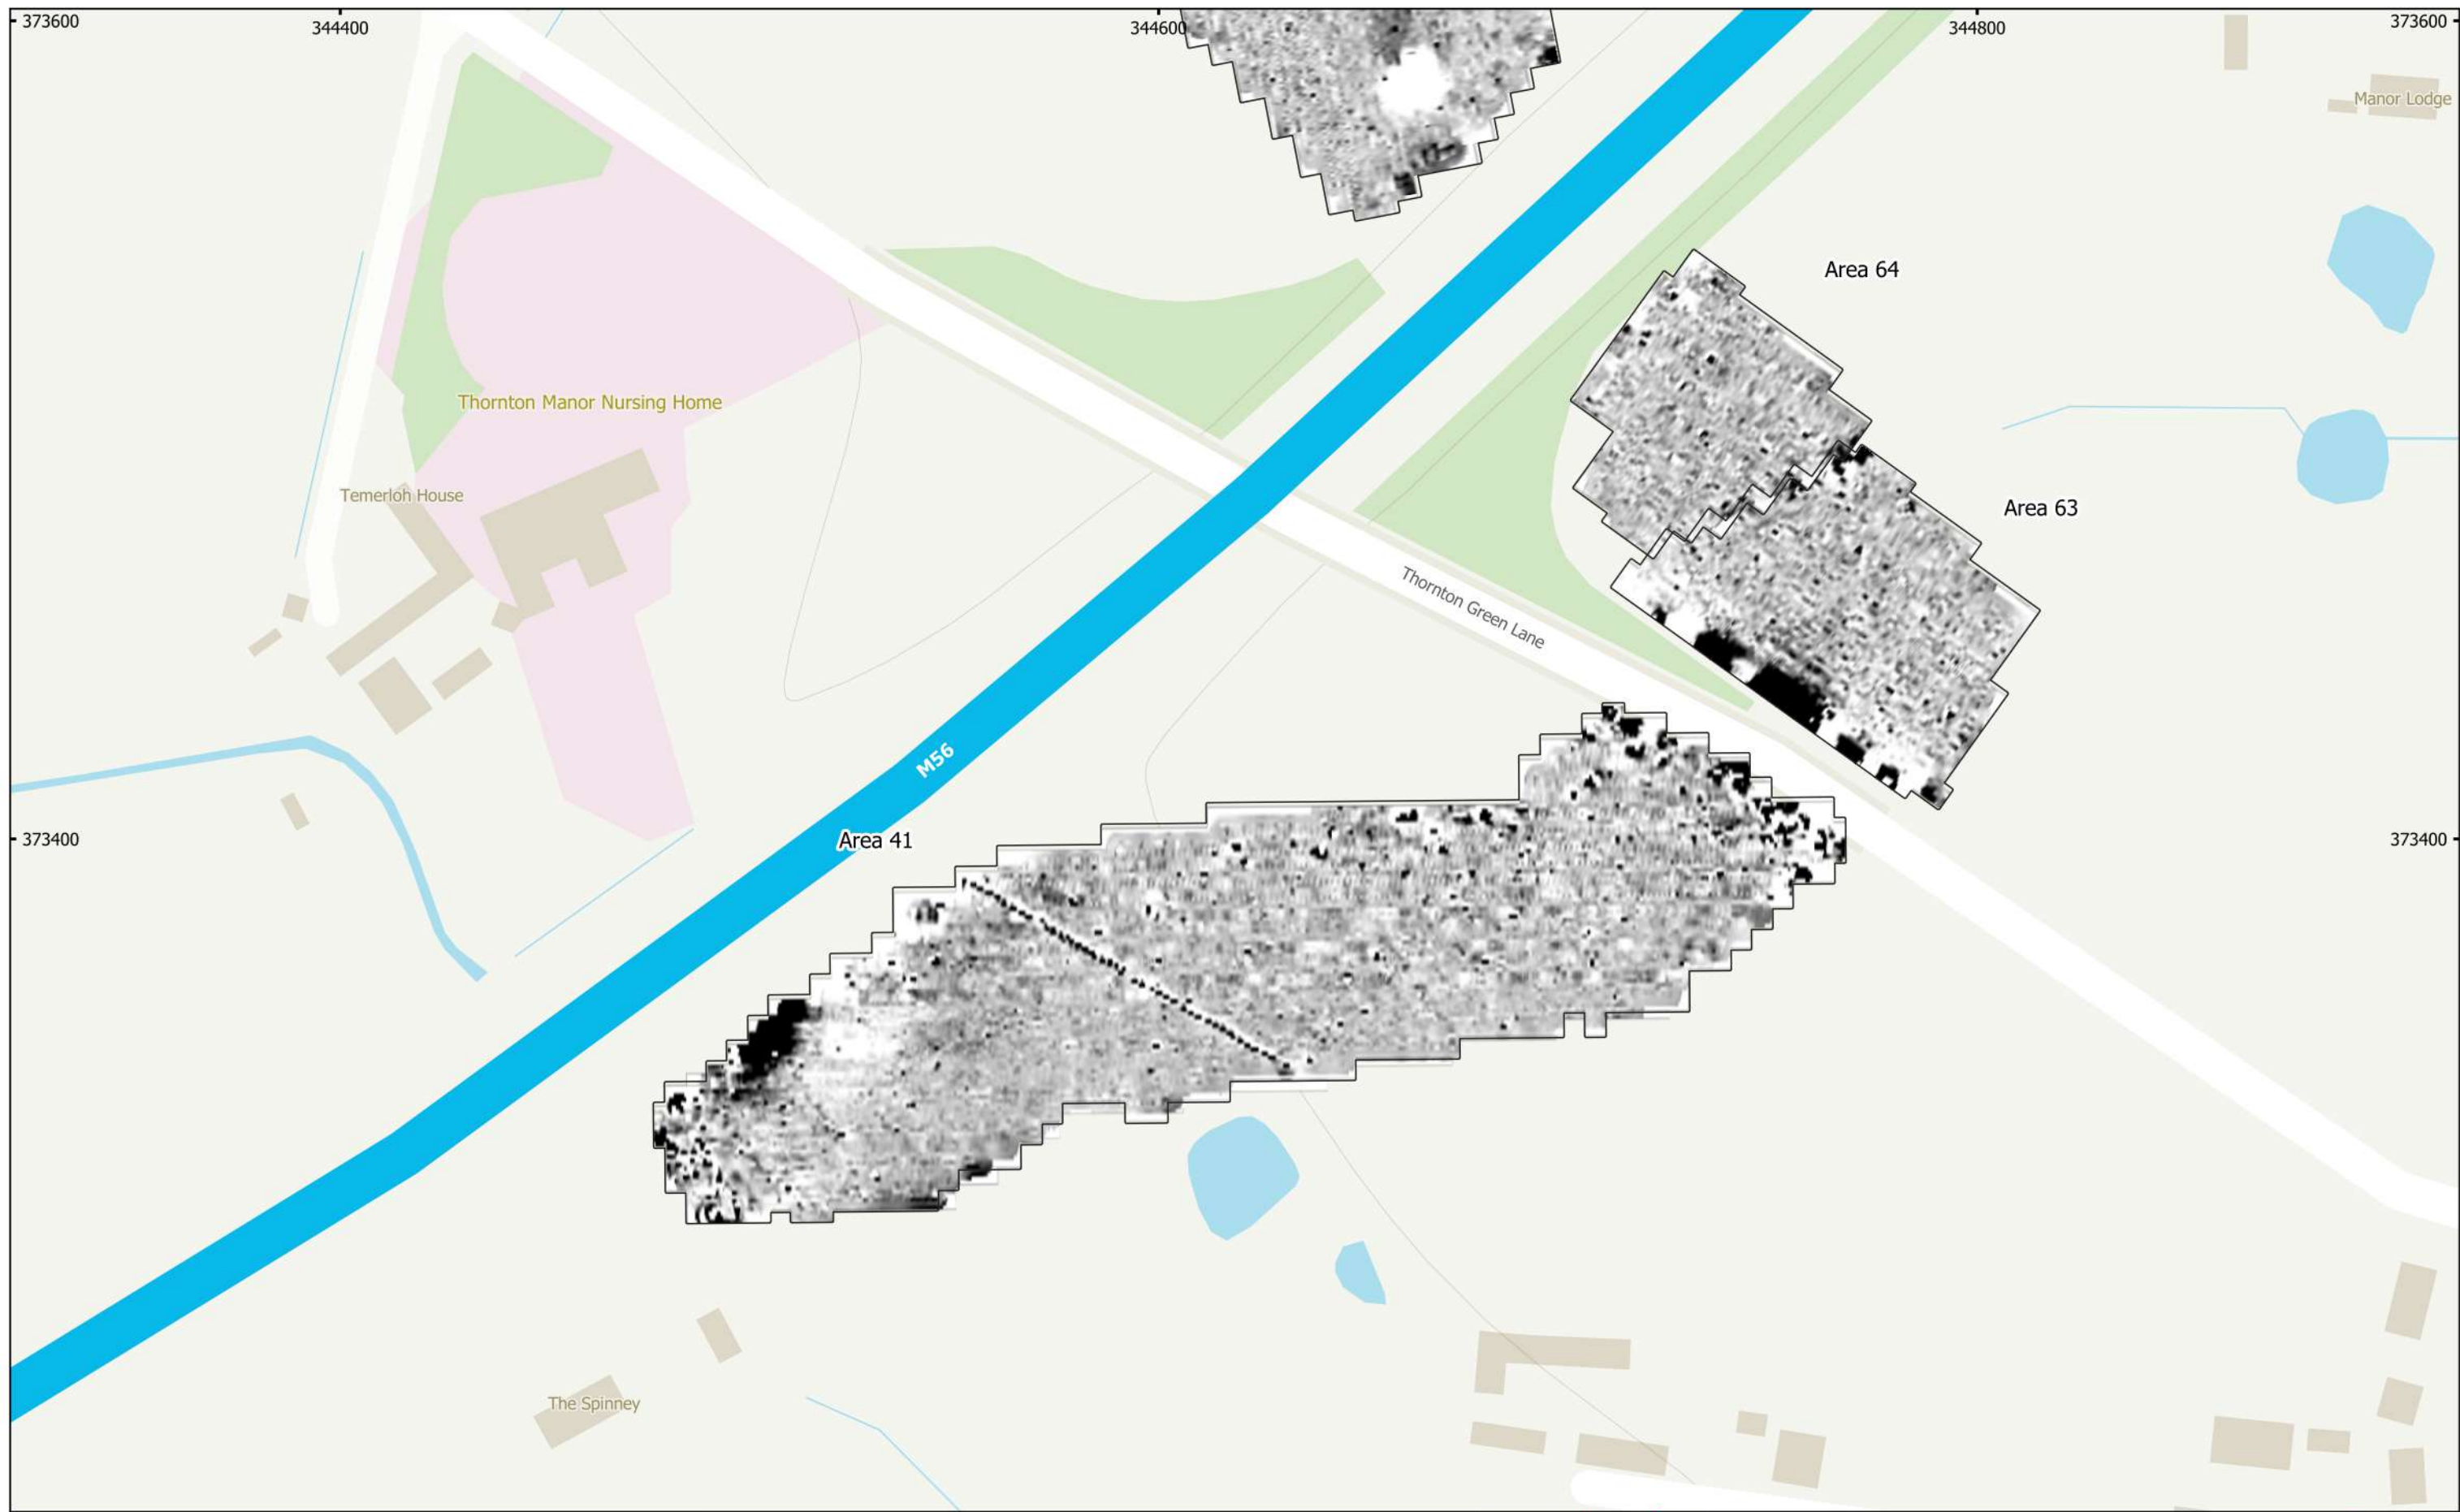 373600
344400
344600
344800
373600
Manor Lodge
Area 64
Thornton Manor Nursing Home
Temerloh House
Area 63
Thornton Green Lane
M56
Area 41
373400
373400
The Spinney